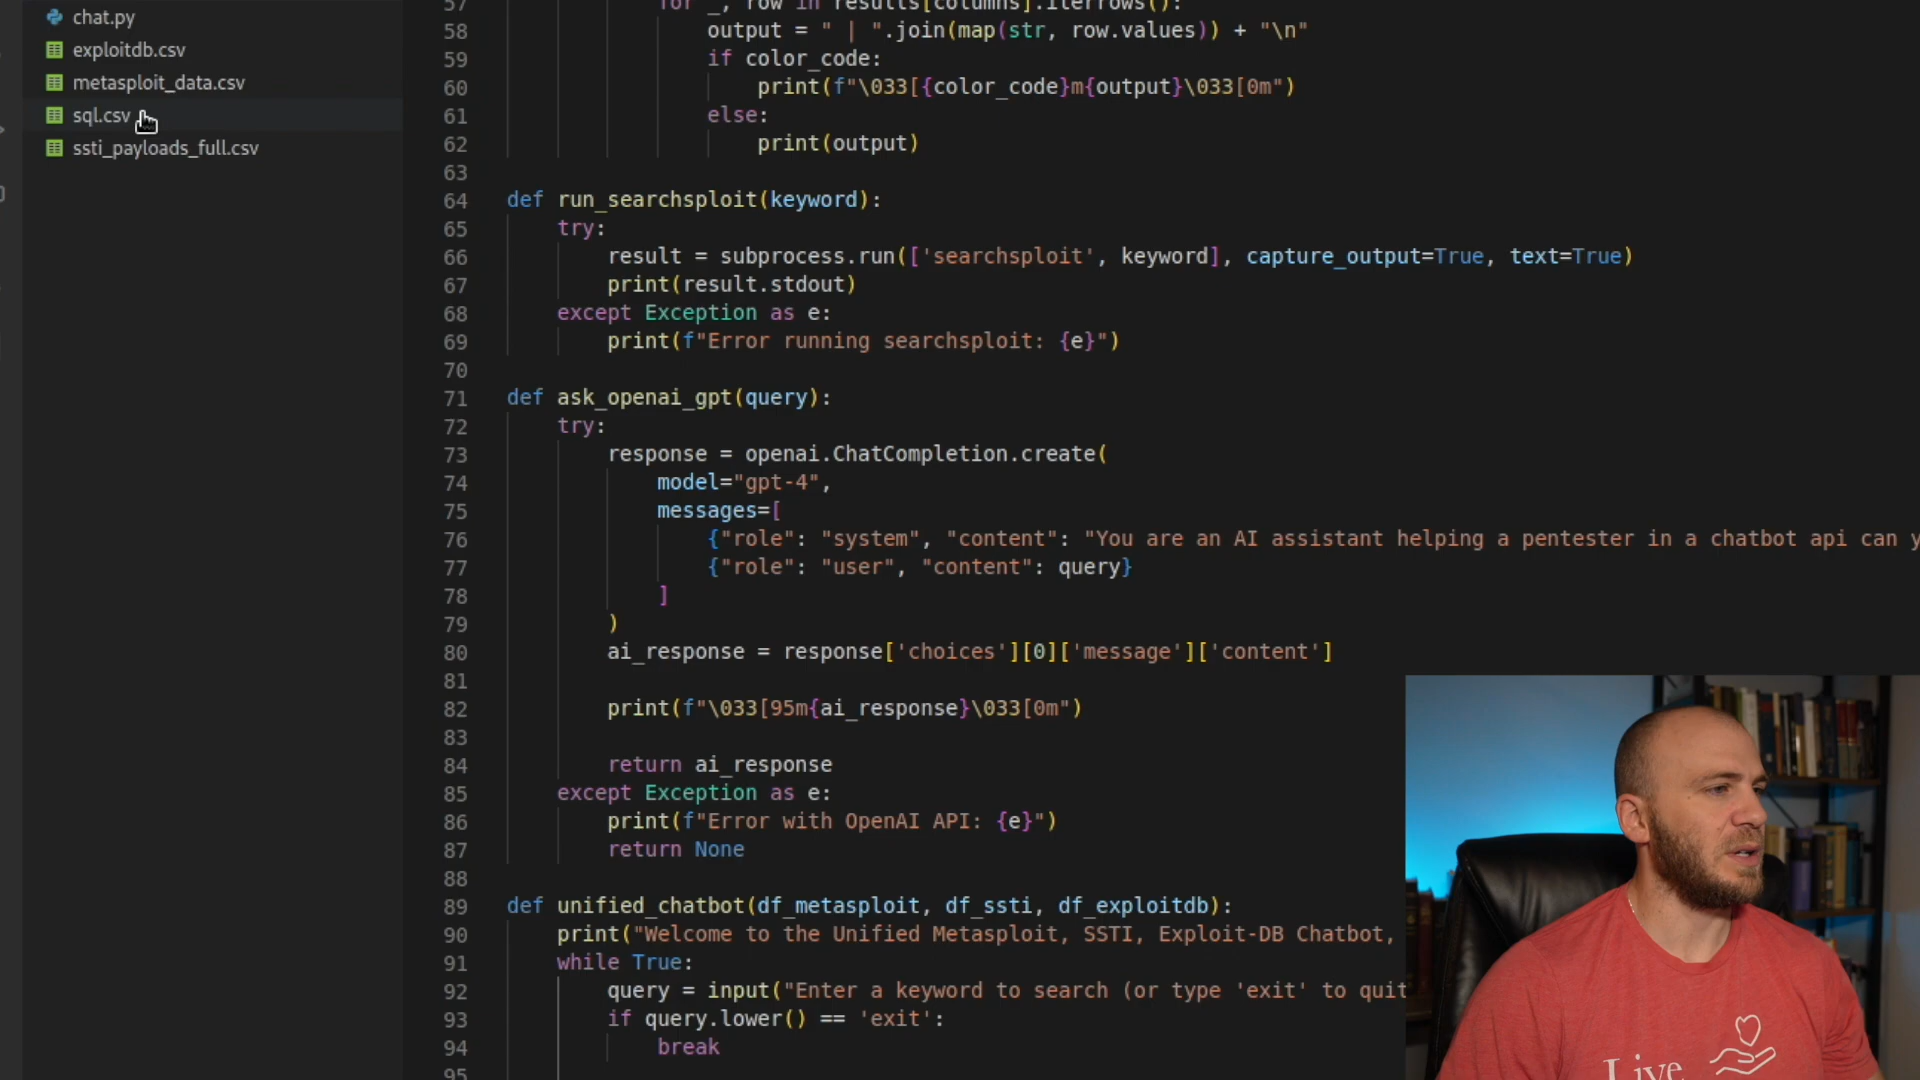 chat.py
exploitdb.csv
metasploit_data.csv
sql.csv
ssti_payloads_full.csv
57 for _, row in results[columns].iterrows():
58 output = " | ".join(map(str, row.values)) + "\n"
59 if color_code:
60 print(f"\033[{color_code}m{output}\033[0m")
61 else:
62 print(output)
63
64 def run_searchsploit(keyword):
65 try:
66 result = subprocess.run(['searchsploit', keyword], capture_output=True, text=True)
67 print(result.stdout)
68 except Exception as e:
69 print(f"Error running searchsploit: {e}")
70
71 def ask_openai_gpt(query):
72 try:
73 response = openai.ChatCompletion.create(
74 model="gpt-4",
75 messages=[
76 {"role": "system", "content": "You are an AI assistant helping a pentester in a chatbot api can y
77 {"role": "user", "content": query}
78 ]
79 )
80 ai_response = response['choices'][0]['message']['content']
81
82 print(f"\033[95m{ai_response}\033[0m")
83
84 return ai_response
85 except Exception as e:
86 print(f"Error with OpenAI API: {e}")
87 return None
88
89 def unified_chatbot(df_metasploit, df_ssti, df_exploitdb):
90 print("Welcome to the Unified Metasploit, SSTI, Exploit-DB Chatbot,
91 while True:
92 query = input("Enter a keyword to search (or type 'exit' to quit
93 if query.lower() == 'exit':
94 break
95
Live